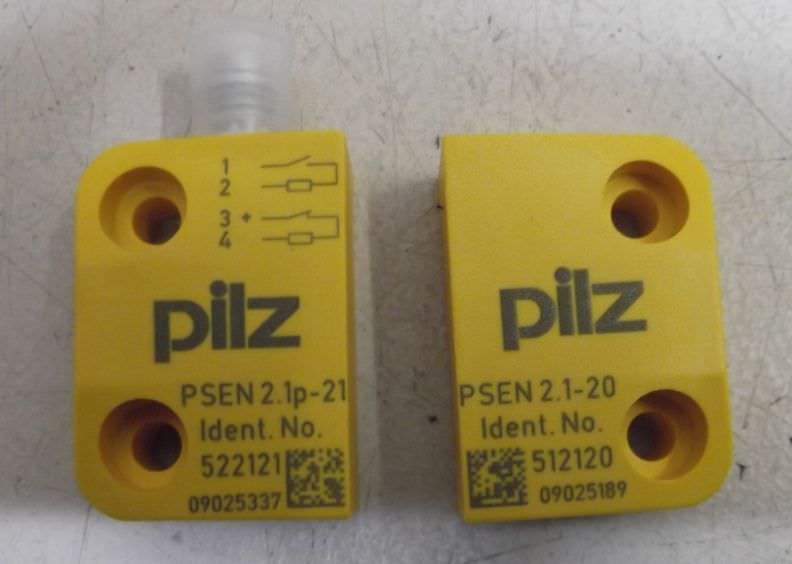 1
2
3 +
4
pilz
PSEN 2.1p-21
Ident. No.
522121
09025337
pilz
PSEN 2.1-20
Ident. No.
512120
09025189